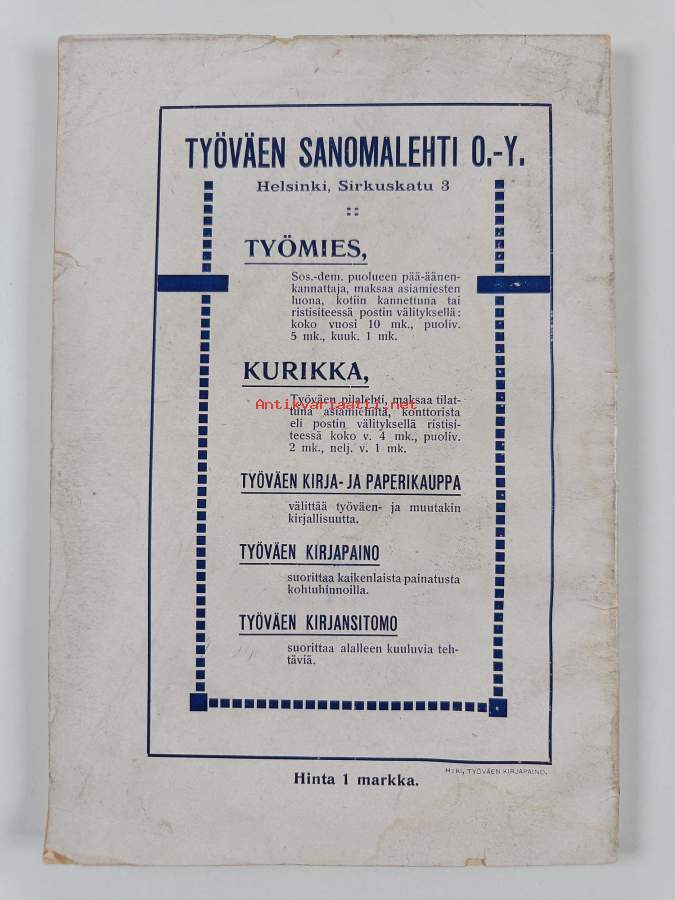 TYÖVÄEN SANOMALEHTI O.-Y.
Helsinki, Sirkuskatu 3
TYÖMIES,
Sos.-dem. puolueen pää-äänen-
kannattaja, maksaa asiamiesten
luona, kotiin kannettuna tai
ristisiteessä postin välityksellä:
koko vuosi 10 mk., puoliv.
5 mk., kuuk. 1 mk.
KURIKKA,
Työväen pilalehti, maksaa tilat-
Antikvariaatti.net
tuna asiamiehiltä, konttorista
eli postin välityksellä ristisi-
teessä koko v. 4 mk., puoliv.
2 mk., nelj. v. 1 mk.
TYÖVÄEN KIRJA- JA PAPERIKAUPPA
välittää työväen- ja muutakin
kirjallisuutta.
TYÖVÄEN KIRJAPAINO
suorittaa kaikenlaista painatusta
kohtuhinnoilla.
TYÖVÄEN KIRJANSITOMO
suorittaa alalleen kuuluvia teh-
täviä.
H:KI, TYÖVÄEN KIRJAPAINO.
Hinta 1 markka.